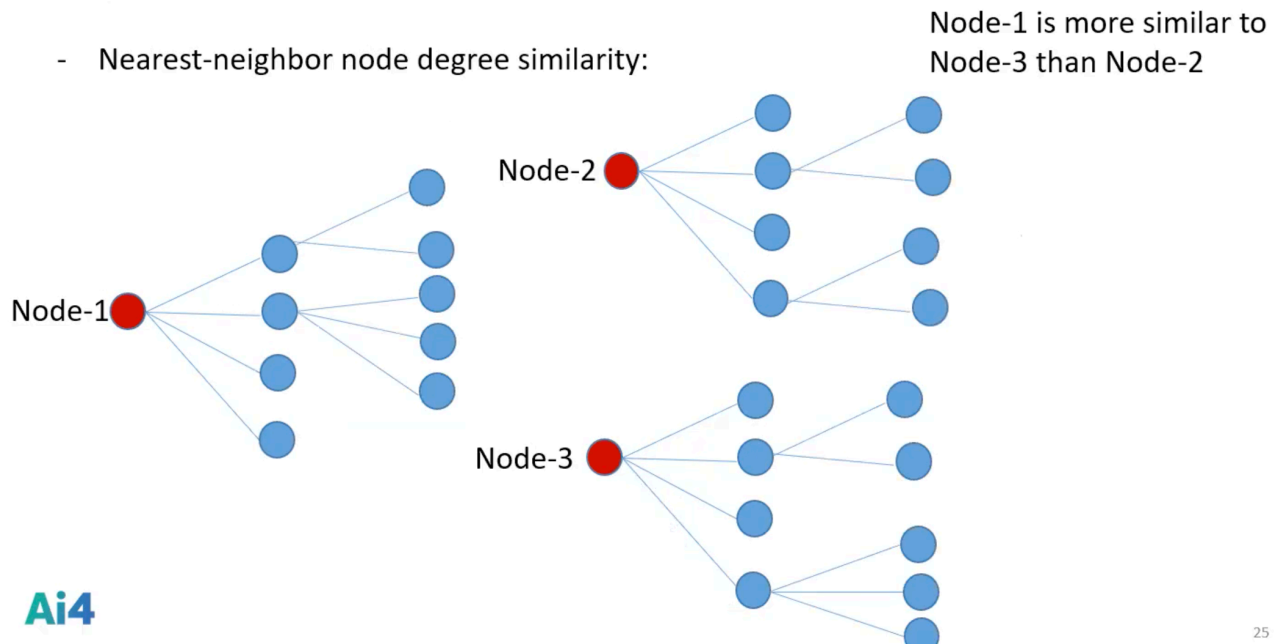 - Nearest-neighbor node degree similarity:
Node-1 is more similar to
Node-3 than Node-2
Node-2
Node-1
Node-3
Ai4
25